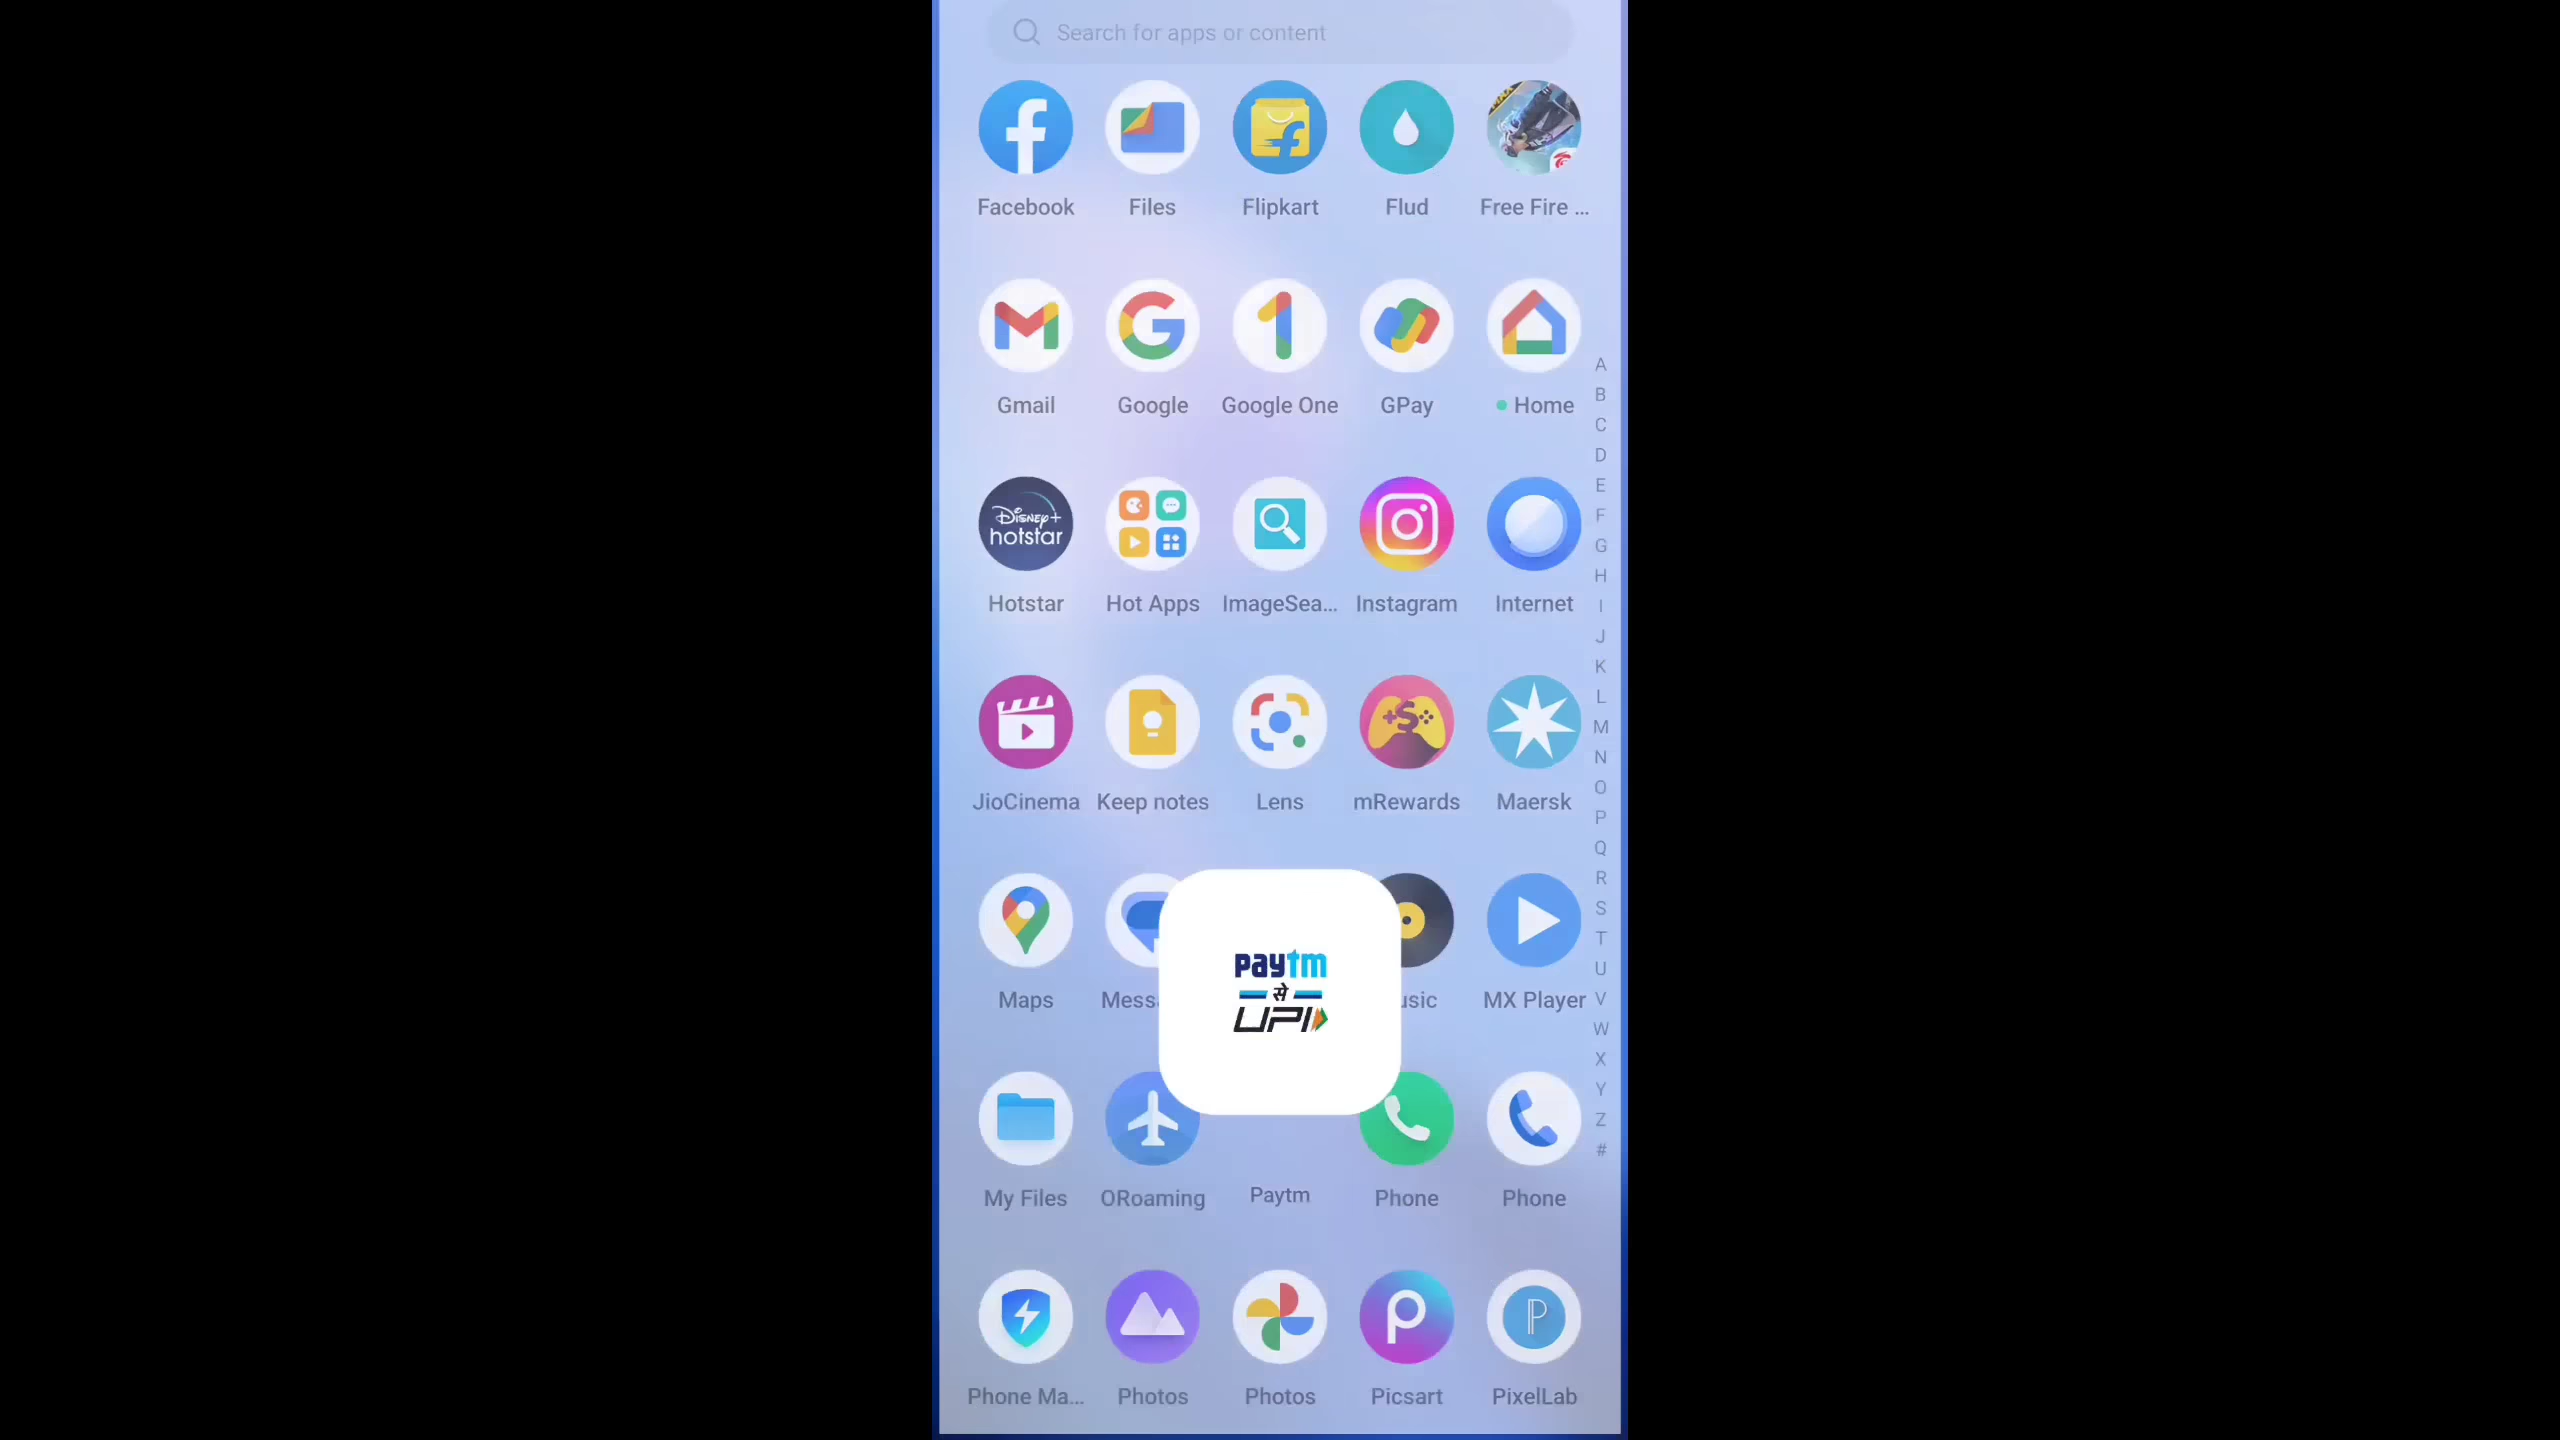 Search for apps or content
Facebook Files Flipkart Flud Free Fire ...
Gmail Google Google One GPay Home
Disney+
hotstar
Hotstar Hot Apps ImageSea... Instagram Internet
JioCinema Keep notes Lens mRewards Maersk
paytm
से
UPI
Maps Mess usic MX Player
My Files ORoaming Paytm Phone Phone
Phone Ma... Photos Photos Picsart PixelLab
A
B
C
D
E
F
G
H
I
J
K
L
M
N
O
P
Q
R
S
T
U
V
W
X
Y
Z
#